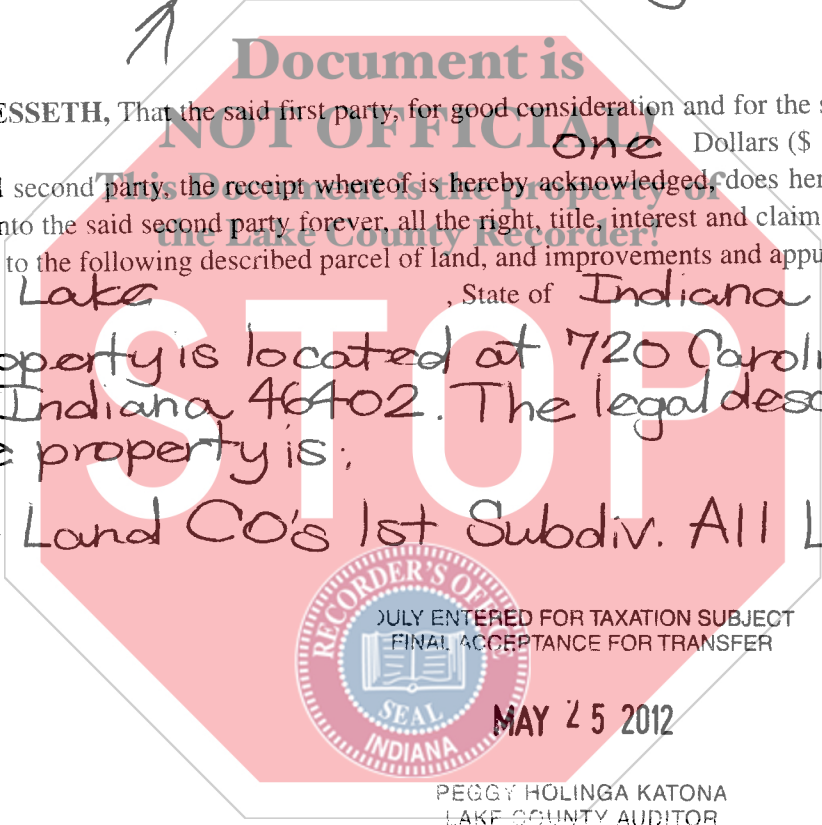 Document is
ESSETH, That the said first party, for good consideration and for the s
NOT OFFICIAL!
one Dollars ($
d second party, the receipt whereof is hereby acknowledged, does her
This Document is the property of
nto the said second party forever, all the right, title, interest and claim
the Lake County Recorder!
to the following described parcel of land, and improvements and appu
Lake , State of Indiana
STOP
operty is located at 720 Caroli
Indiana 46402. The legal desc
e property is:
Land CO's 1st Subdiv. All L
RECORDER'S OFFICE
DULY ENTERED FOR TAXATION SUBJECT
FINAL ACCEPTANCE FOR TRANSFER
SEAL
MAY 25 2012
INDIANA
PEGGY HOLINGA KATONA
LAKE COUNTY AUDITOR